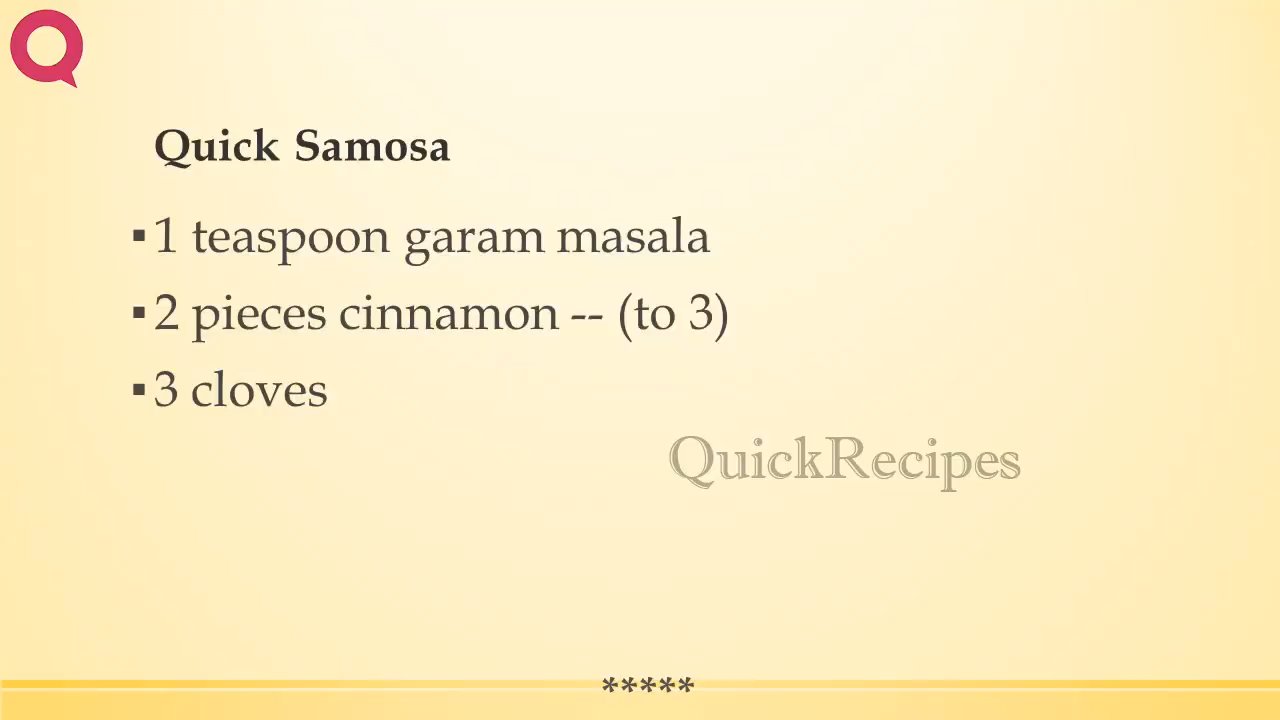 Quick Samosa
▪1 teaspoon garam masala
▪2 pieces cinnamon -- (to 3)
▪3 cloves
QuickRecipes
*****